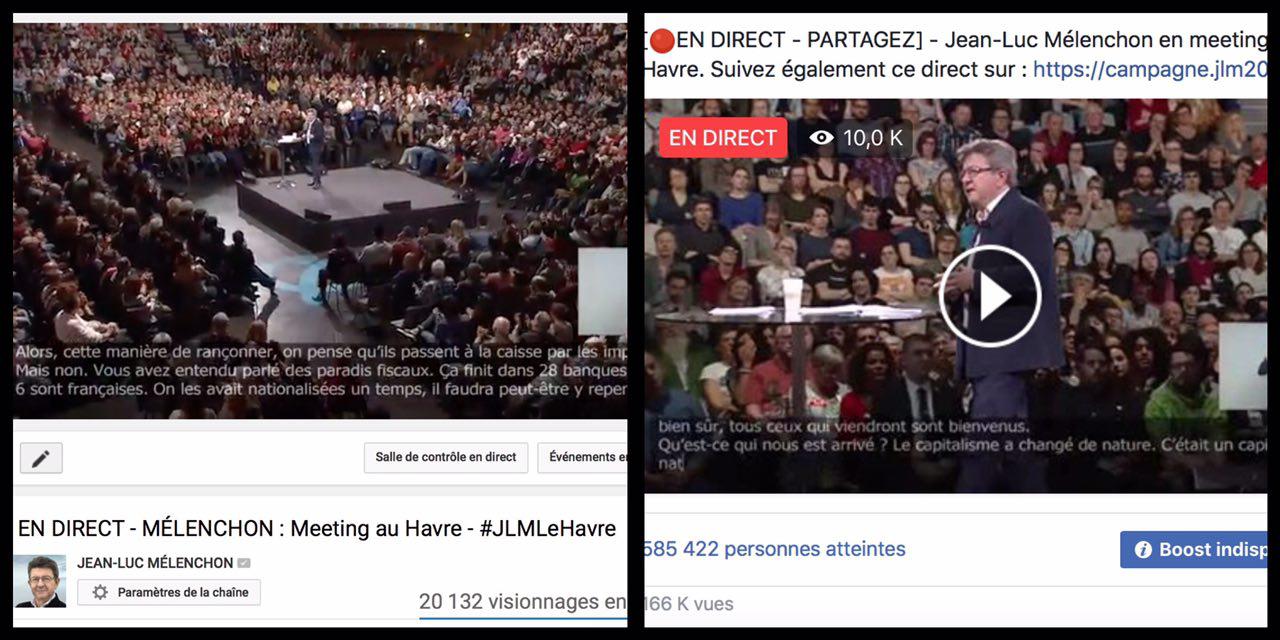 Alors, cette manière de rançonner, on pense qu'ils passent à la caisse par les imp
Mais non. Vous avez entendu parlé des paradis fiscaux. Ça finit dans 28 banques
6 sont françaises. On les avait nationalisées un temps, il faudra peut-être y reper
Salle de contrôle en direct
Événements en
EN DIRECT - MÉLENCHON : Meeting au Havre - #JLMLeHavre
JEAN-LUC MÉLENCHON
Paramètres de la chaîne
20 132 visionnages en
[🔴EN DIRECT - PARTAGEZ] - Jean-Luc Mélenchon en meeting
Havre. Suivez également ce direct sur : https://campagne.jlm20
EN DIRECT
10,0 K
bien sûr, tous ceux qui viendront sont bienvenus.
Qu'est-ce qui nous est arrivé ? Le capitalisme a changé de nature. C'était un capi
nat
585 422 personnes atteintes
Boost indisp
166 K vues